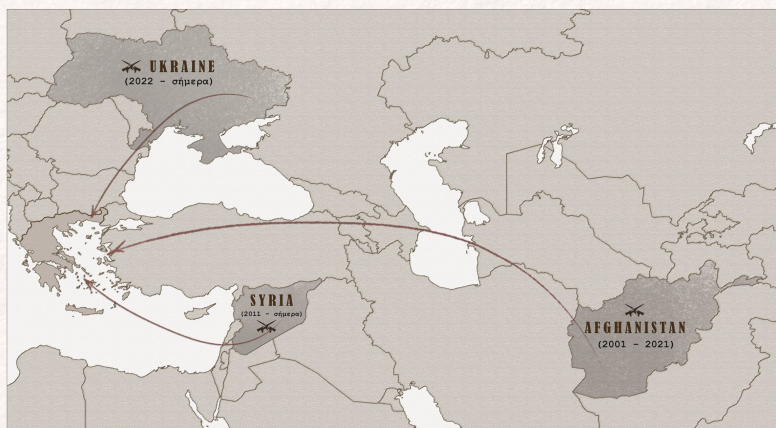 UKRAINE
(2022 - σήμερα)
SYRIA
(2011 - σήμερα)
AFGHANISTAN
(2001 - 2021)